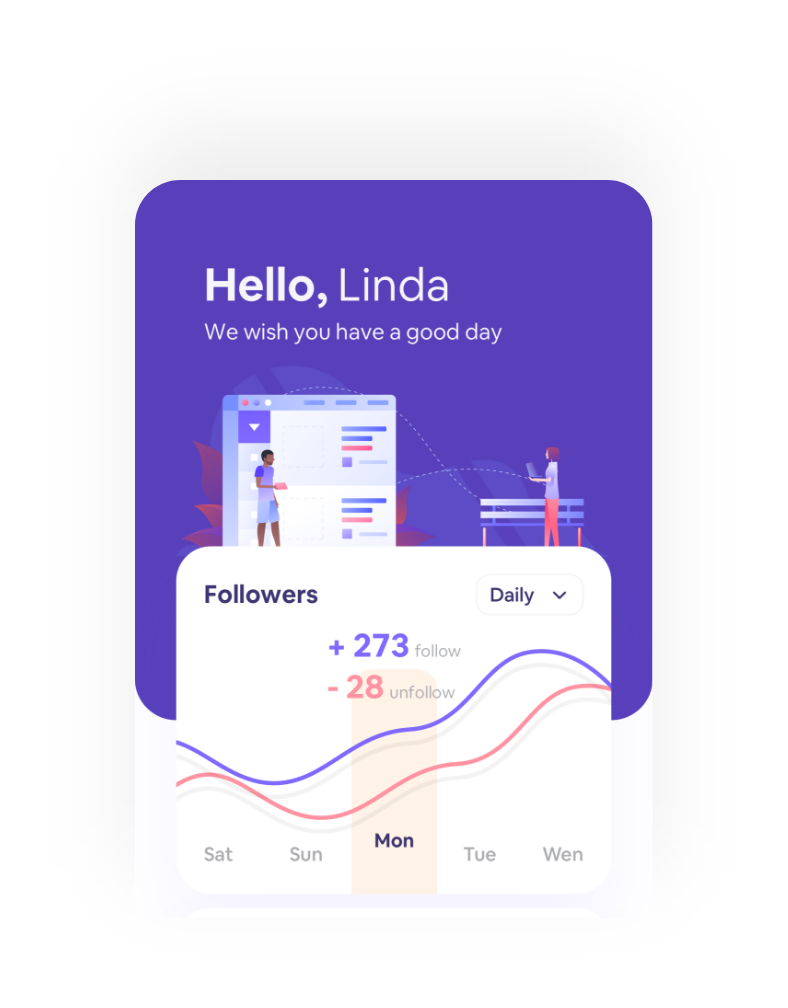 Hello, Linda
We wish you have a good day
Followers
Daily
+ 273 follow
- 28 unfollow
Sat Sun Mon Tue Wen